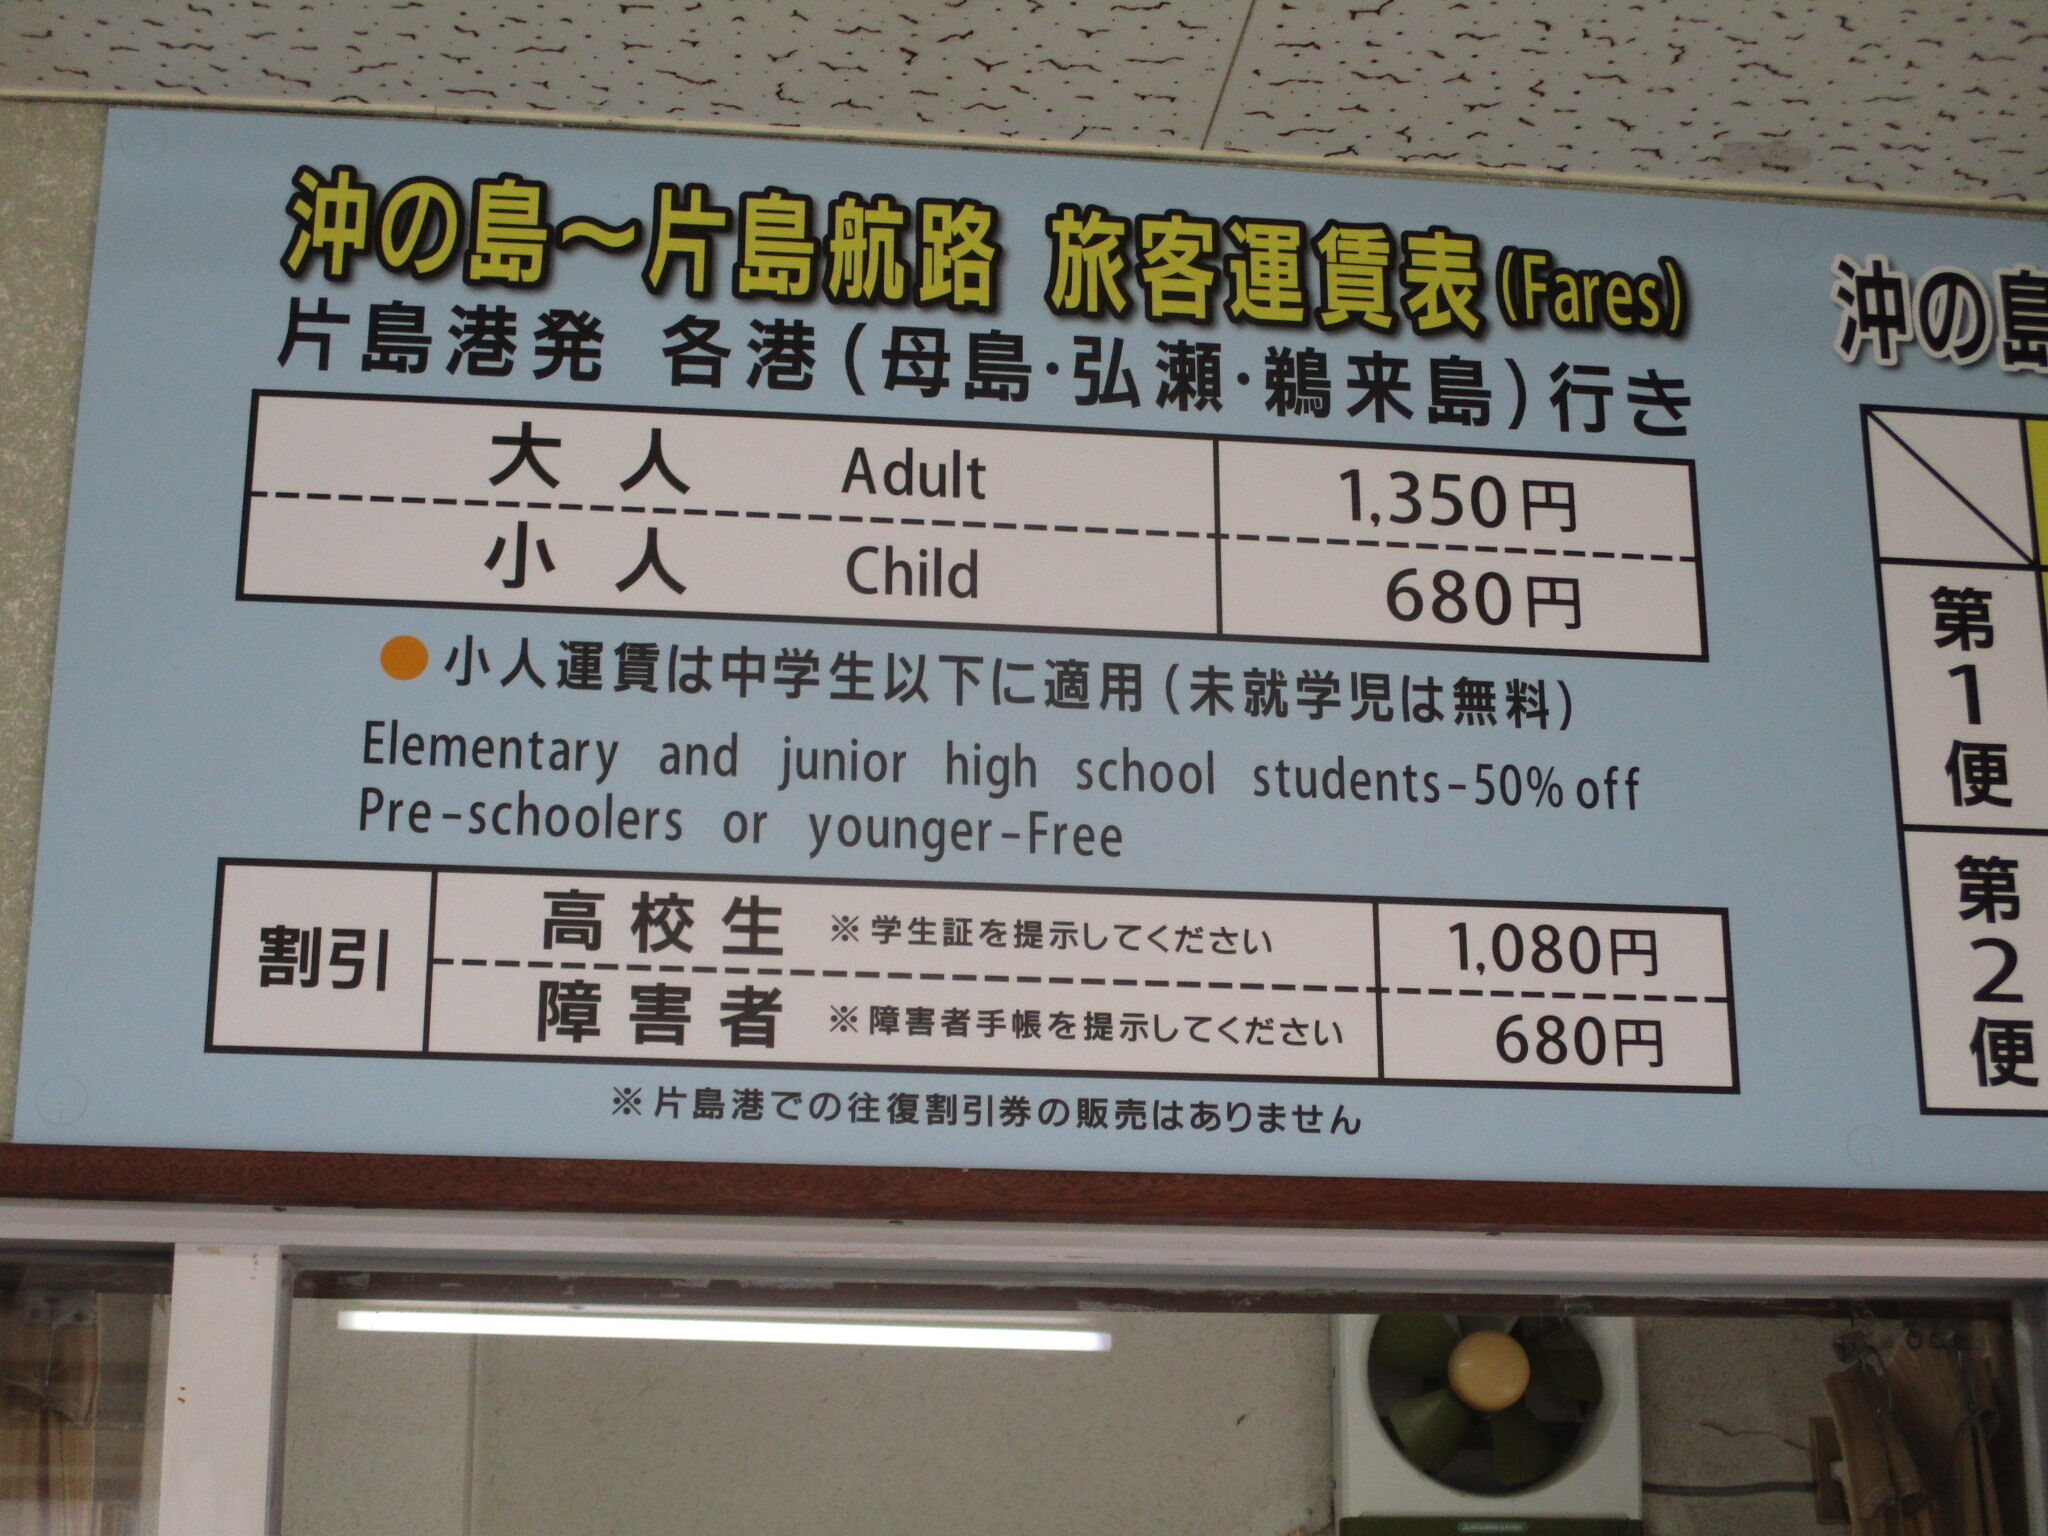 沖の島〜片島航路 旅客運賃表(Fares)
片島港発 各港(母島・弘瀬・鵜来島)行き
大人 Adult 1,350円
小人 Child 680円
●小人運賃は中学生以下に適用(未就学児は無料)
Elementary and junior high school students-50%off
Pre-schoolers or younger-Free
割引
高校生 ※学生証を提示してください 1,080円
障害者 ※障害者手帳を提示してください 680円
※片島港での往復割引券の販売はありません
沖の島
第1便
第2便